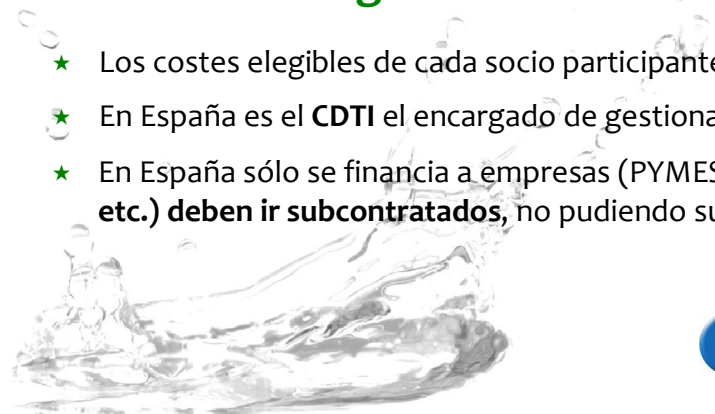 Los costes elegibles de cada socio participante
En España es el CDTI el encargado de gestiona
En España sólo se financia a empresas (PYMES
etc.) deben ir subcontratados, no pudiendo su